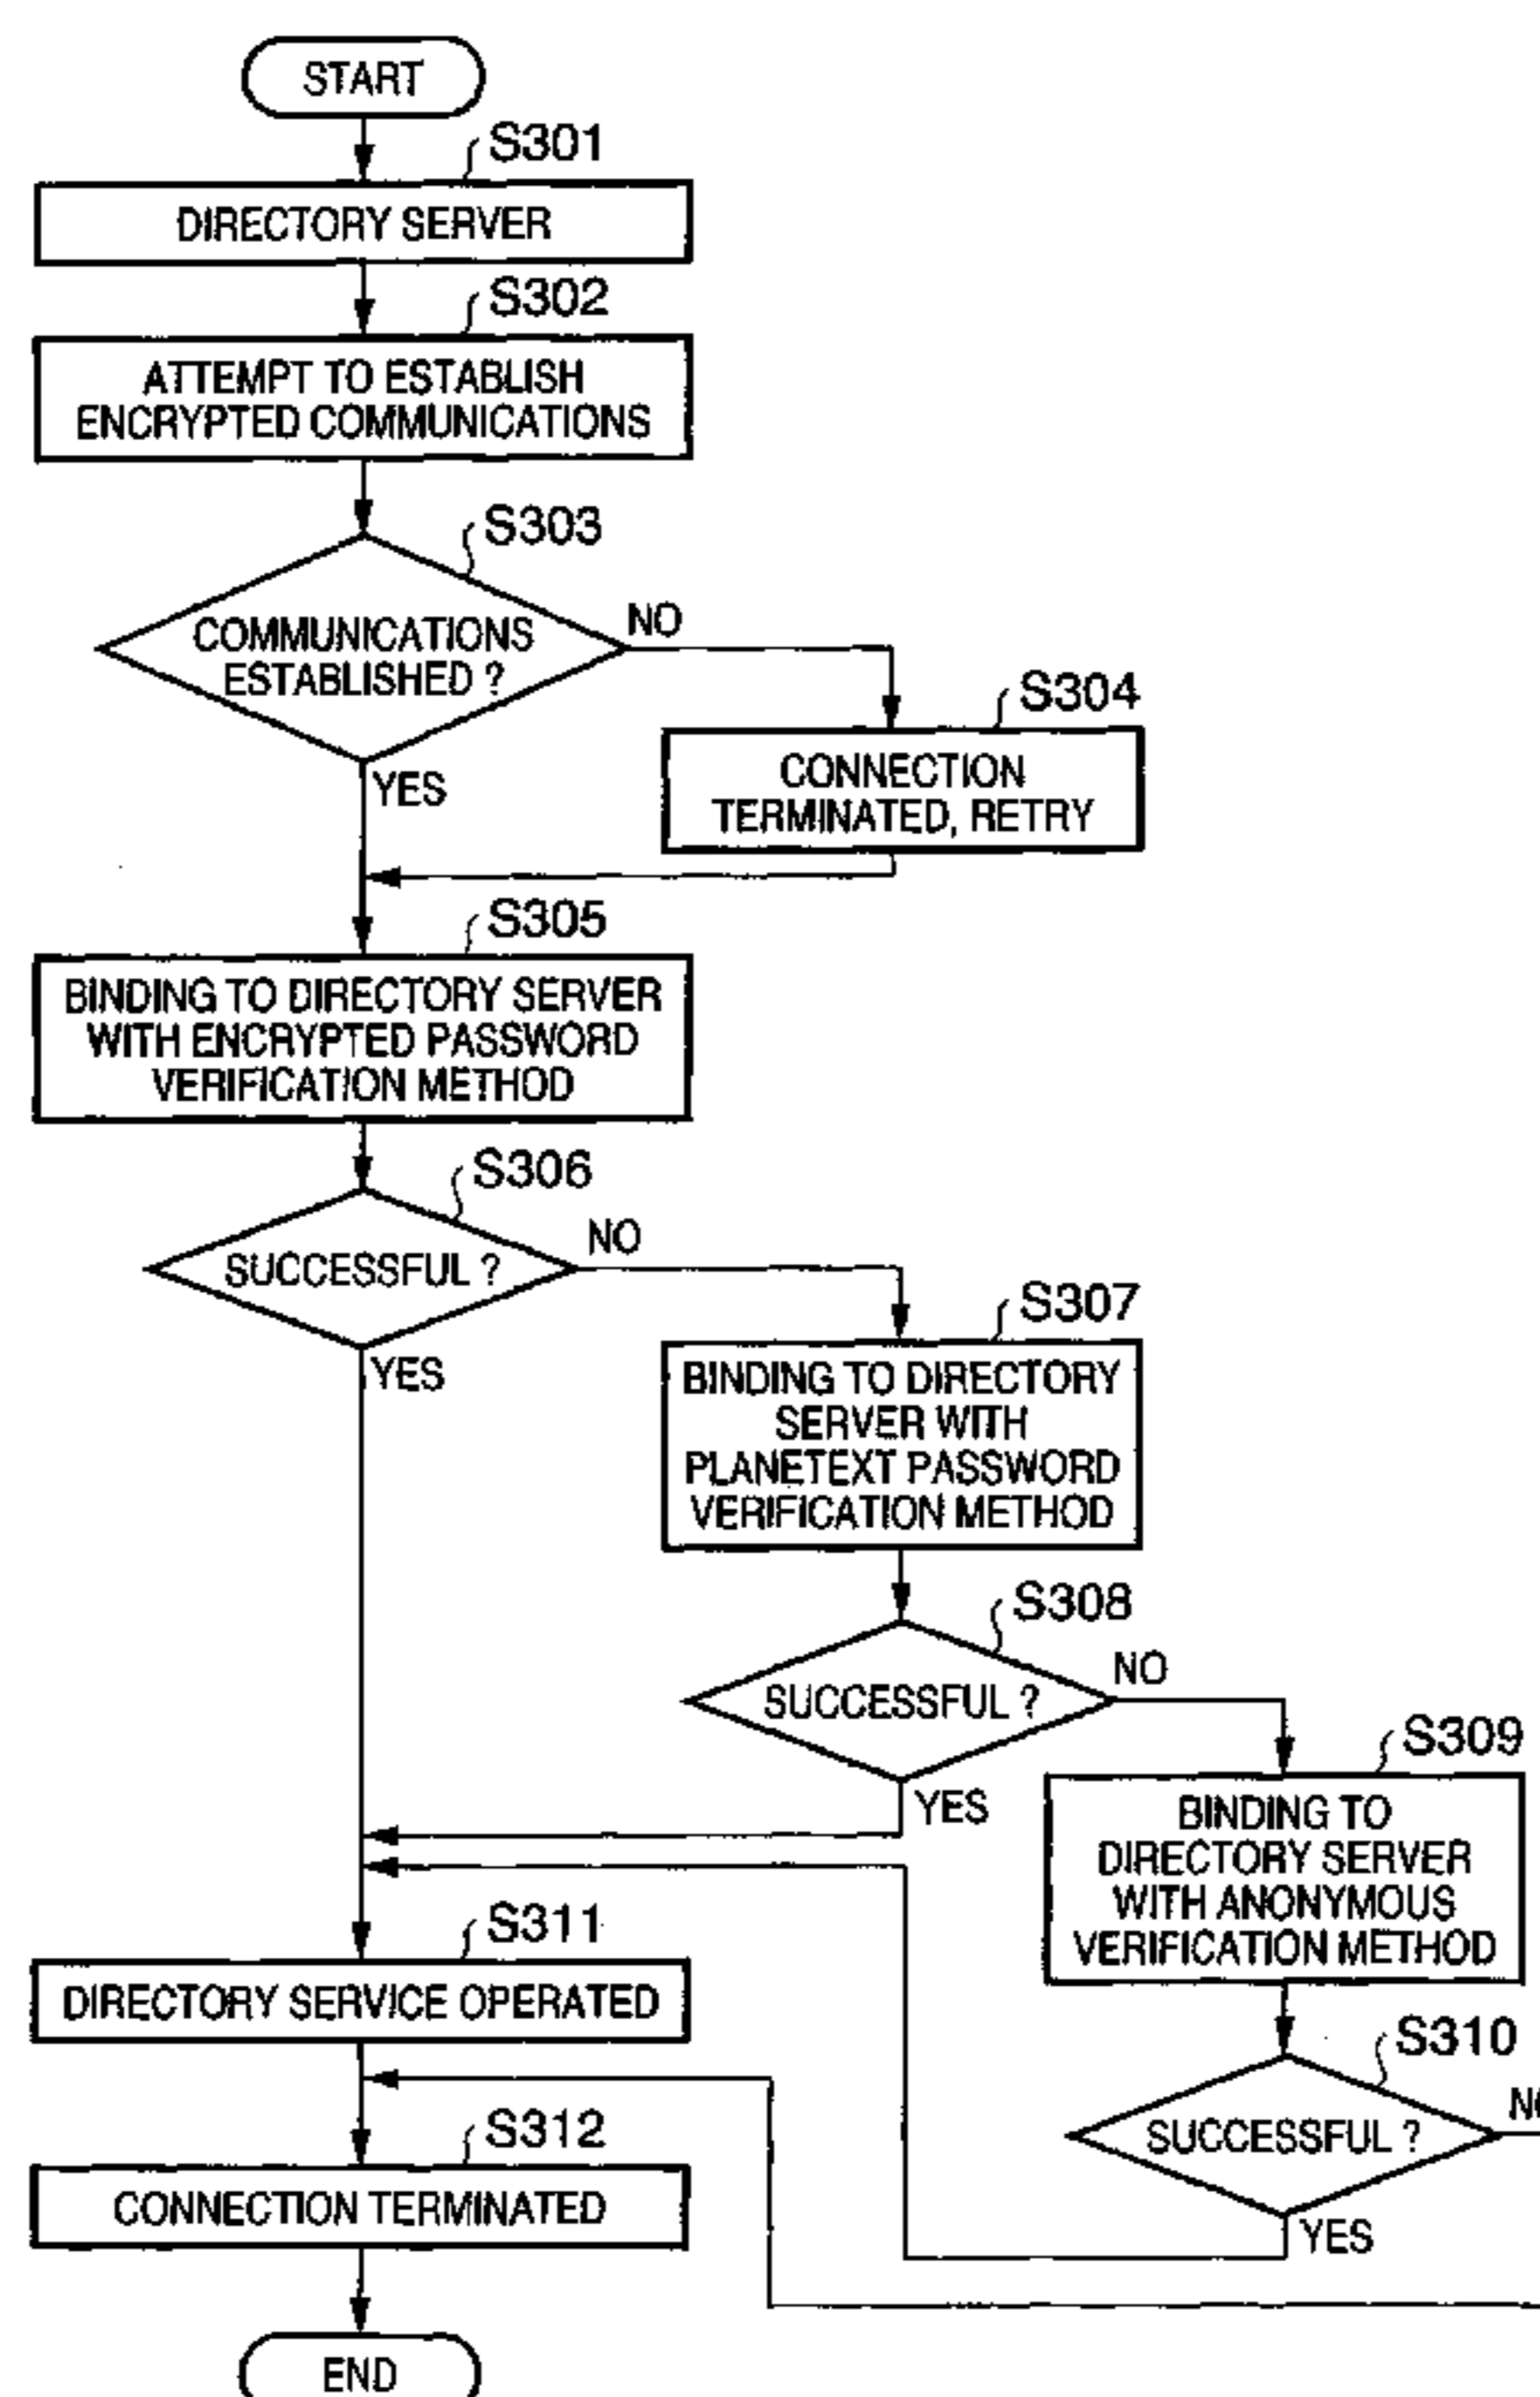 START
S301
DIRECTORY SERVER
S302
ATTEMPT TO ESTABLISH
ENCRYPTED COMMUNICATIONS
S303
COMMUNICATIONS
ESTABLISHED ?
NO
YES
S304
CONNECTION
TERMINATED, RETRY
S305
BINDING TO DIRECTORY SERVER
WITH ENCRYPTED PASSWORD
VERIFICATION METHOD
S306
SUCCESSFUL ?
NO
YES
S307
BINDING TO DIRECTORY
SERVER WITH
PLANETEXT PASSWORD
VERIFICATION METHOD
S308
SUCCESSFUL ?
NO
YES
S309
BINDING TO
DIRECTORY SERVER
WITH ANONYMOUS
VERIFICATION METHOD
S310
SUCCESSFUL ?
YES
S311
DIRECTORY SERVICE OPERATED
S312
CONNECTION TERMINATED
END